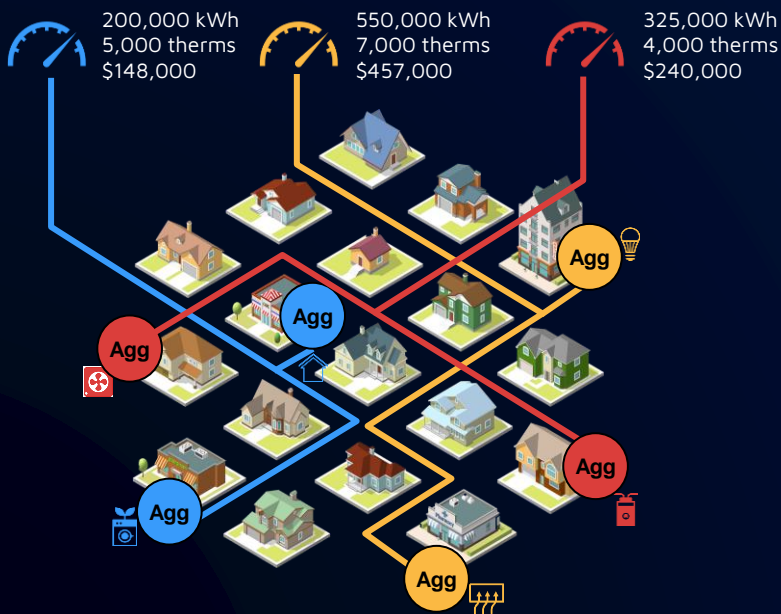 200,000 kWh
5,000 therms
$148,000
550,000 kWh
7,000 therms
$457,000
325,000 kWh
4,000 therms
$240,000
Agg
Agg
Agg
Agg
Agg
Agg